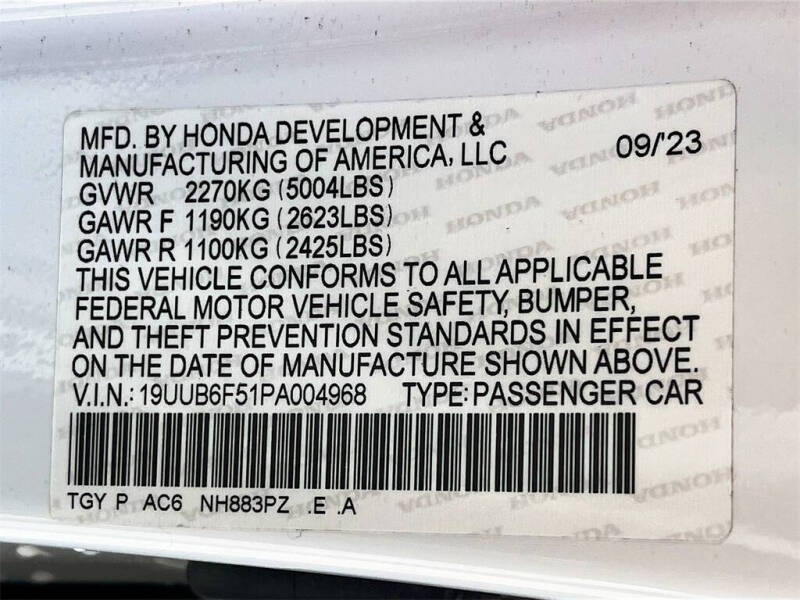 MFD. BY HONDA DEVELOPMENT &
MANUFACTURING OF AMERICA, LLC 09/'23
GVWR 2270KG (5004LBS)
GAWR F 1190KG (2623LBS)
GAWR R 1100KG (2425LBS)
THIS VEHICLE CONFORMS TO ALL APPLICABLE
FEDERAL MOTOR VEHICLE SAFETY, BUMPER,
AND THEFT PREVENTION STANDARDS IN EFFECT
ON THE DATE OF MANUFACTURE SHOWN ABOVE.
V.I.N.: 19UUB6F51PA004968 TYPE: PASSENGER CAR
TGY P AC6 NH883PZ .E .A